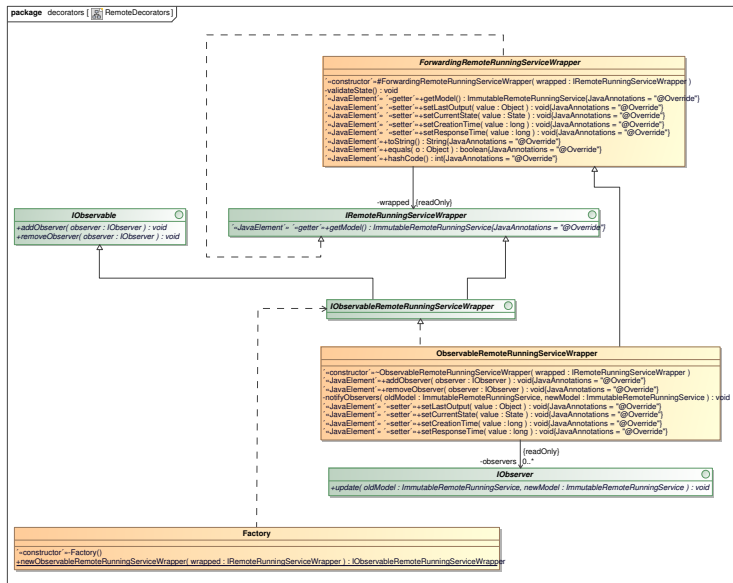 package decorators [ RemoteDecorators]
ForwardingRemoteRunningServiceWrapper
´«constructor´»#ForwardingRemoteRunningServiceWrapper( wrapped : IRemoteRunningServiceWrapper )
-validateState() : void
´«JavaElement´» ´«getter´»+getModel() : ImmutableRemoteRunningService{JavaAnnotations = "@Override"}
´«JavaElement´» ´«setter´»+setLastOutput( value : Object ) : void{JavaAnnotations = "@Override"}
´«JavaElement´» ´«setter´»+setCurrentState( value : State ) : void{JavaAnnotations = "@Override"}
´«JavaElement´» ´«setter´»+setCreationTime( value : long ) : void{JavaAnnotations = "@Override"}
´«JavaElement´» ´«setter´»+setResponseTime( value : long ) : void{JavaAnnotations = "@Override"}
´«JavaElement´»+toString() : String{JavaAnnotations = "@Override"}
´«JavaElement´»+equals( o : Object ) : boolean{JavaAnnotations = "@Override"}
´«JavaElement´»+hashCode() : int{JavaAnnotations = "@Override"}
-wrapped {readOnly}
IObservable
+addObserver( observer : IObserver ) : void
+removeObserver( observer : IObserver ) : void
IRemoteRunningServiceWrapper
´«JavaElement´» ´«getter´»+getModel() : ImmutableRemoteRunningService{JavaAnnotations = "@Override"}
IObservableRemoteRunningServiceWrapper
ObservableRemoteRunningServiceWrapper
´«constructor´»~ObservableRemoteRunningServiceWrapper( wrapped : IRemoteRunningServiceWrapper )
´«JavaElement´»+addObserver( observer : IObserver ) : void{JavaAnnotations = "@Override"}
´«JavaElement´»+removeObserver( observer : IObserver ) : void{JavaAnnotations = "@Override"}
-notifyObservers( oldModel : ImmutableRemoteRunningService, newModel : ImmutableRemoteRunningService ) : void
´«JavaElement´» ´«setter´»+setLastOutput( value : Object ) : void{JavaAnnotations = "@Override"}
´«JavaElement´» ´«setter´»+setCurrentState( value : State ) : void{JavaAnnotations = "@Override"}
´«JavaElement´» ´«setter´»+setCreationTime( value : long ) : void{JavaAnnotations = "@Override"}
´«JavaElement´» ´«setter´»+setResponseTime( value : long ) : void{JavaAnnotations = "@Override"}
{readOnly}
-observers 0..*
IObserver
+update( oldModel : ImmutableRemoteRunningService, newModel : ImmutableRemoteRunningService ) : void
Factory
´«constructor´»-Factory()
+newObservableRemoteRunningServiceWrapper( wrapped : IRemoteRunningServiceWrapper ) : IObservableRemoteRunningServiceWrapper